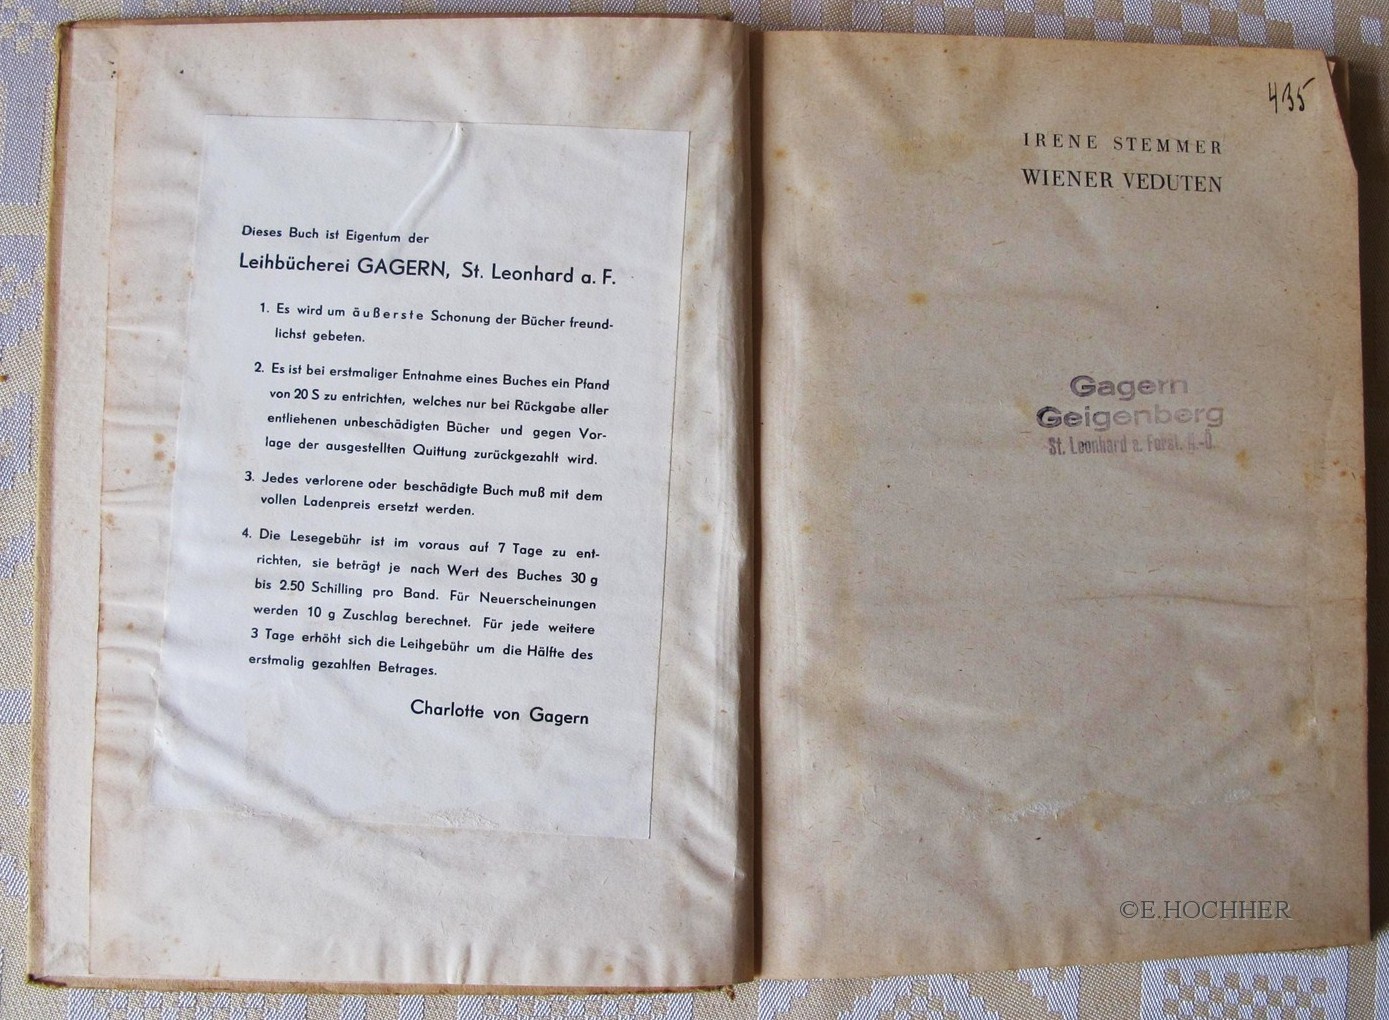 Dieses Buch ist Eigentum der
Leihbücherei GAGERN, St. Leonhard a. F.
1. Es wird um äußerste Schonung der Bücher freund-
lichst gebeten.
2. Es ist bei erstmaliger Entnahme eines Buches ein Pfand
von 20 S zu entrichten, welches nur bei Rückgabe aller
entliehenen unbeschädigten Bücher und gegen Vor-
lage der ausgestellten Quittung zurückgezahlt wird.
3. Jedes verlorene oder beschädigte Buch muß mit dem
vollen Ladenpreis ersetzt werden.
4. Die Lesegebühr ist im voraus auf 7 Tage zu ent-
richten, sie beträgt je nach Wert des Buches 30 g
bis 2.50 Schilling pro Band. Für Neuerscheinungen
werden 10 g Zuschlag berechnet. Für jede weitere
3 Tage erhöht sich die Leihgebühr um die Hälfte des
erstmalig gezahlten Betrages.
Charlotte von Gagern
435
IRENE STEMMER
WIENER VEDUTEN
Gagern
Geigenberg
St. Leonhard a. Forst, N.-Ö.
©E.HOCHHER